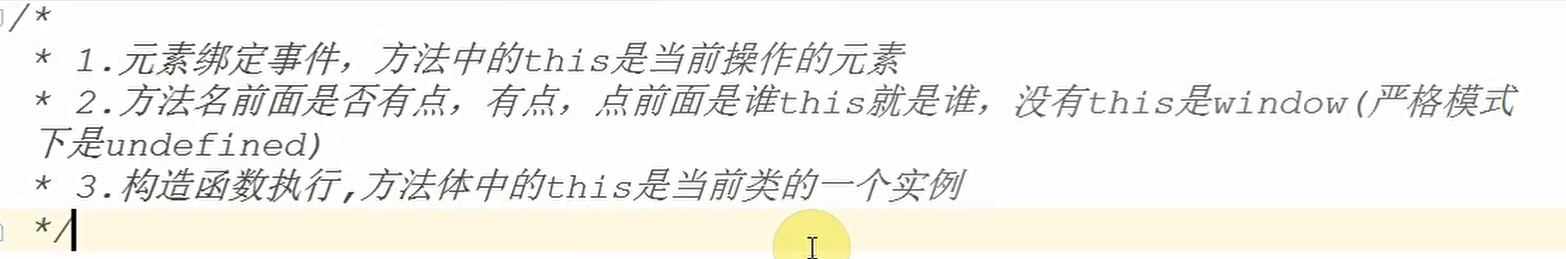 /*
* 1.元素绑定事件，方法中的this是当前操作的元素
* 2.方法名前面是否有点，有点，点前面是谁this就是谁，没有this是window(严格模式
下是undefined)
* 3.构造函数执行,方法体中的this是当前类的一个实例
*/